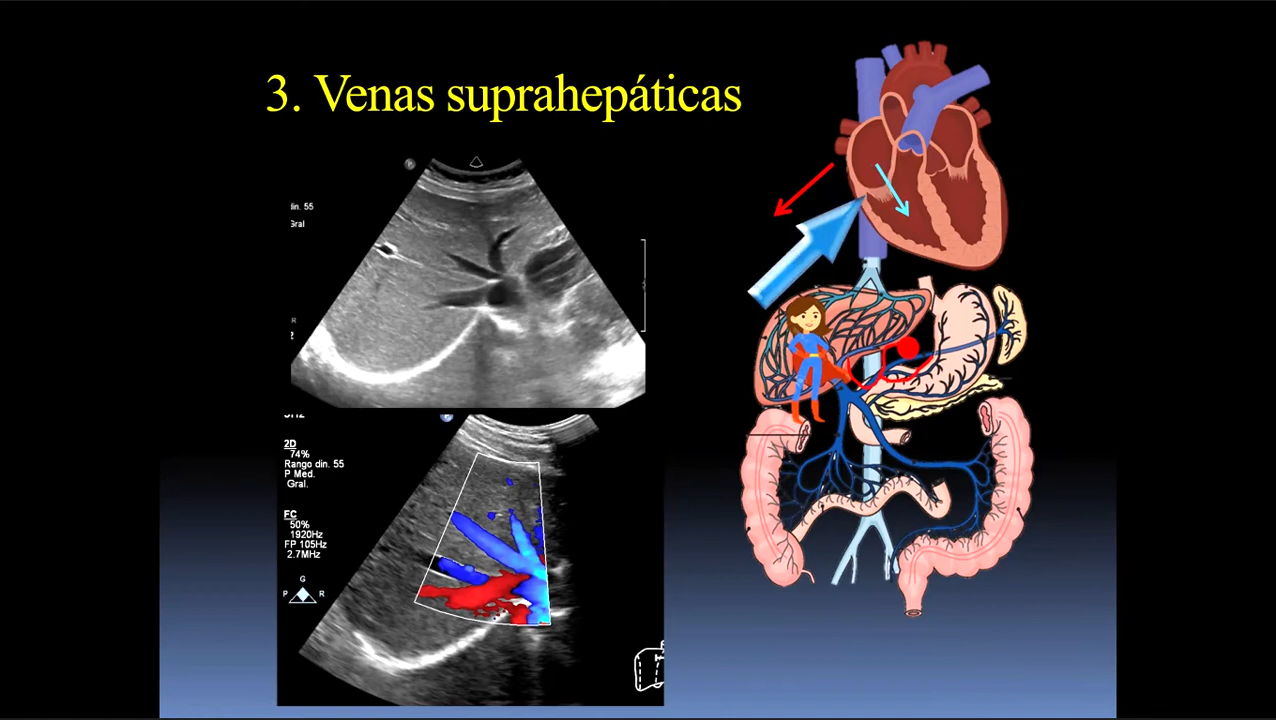 3. Venas suprahepáticas
din. 55
Gral
R
2
2D
74%
Rango din. 55
P Med.
Gral.
FC
50%
1920Hz
FP 105Hz
2.7MHz
G
P R